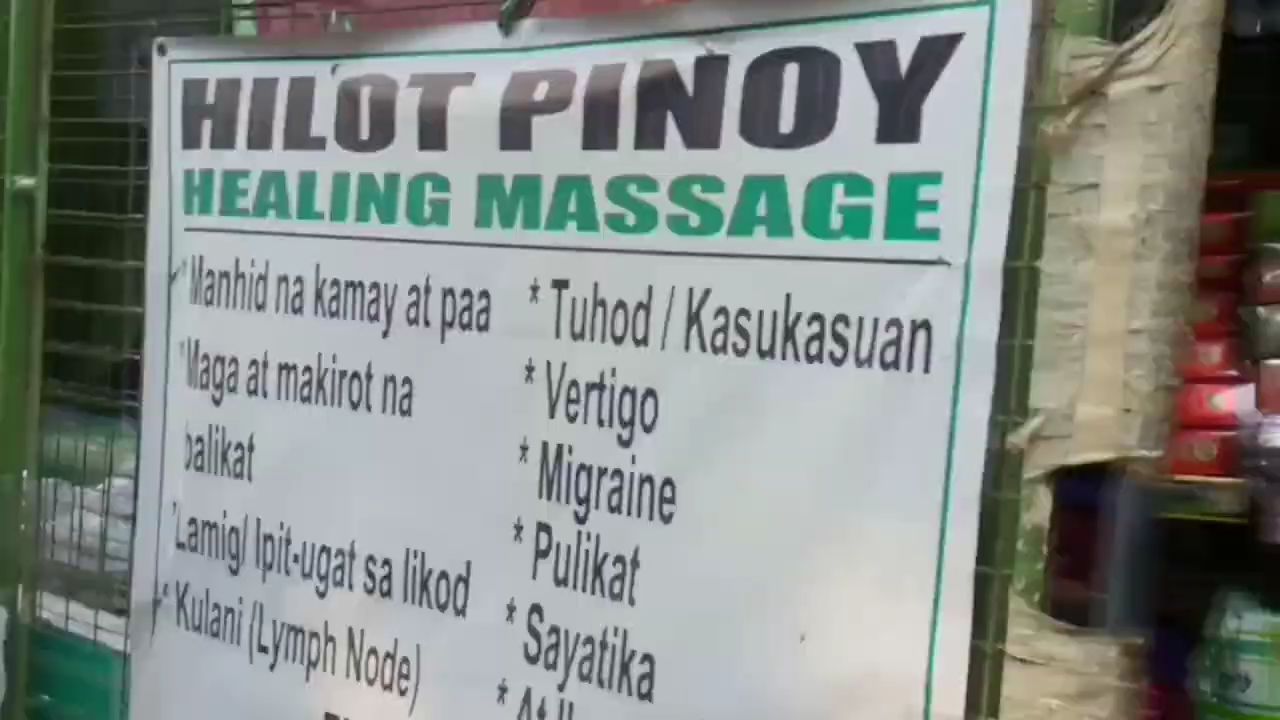 HILOT PINOY
HEALING MASSAGE
* Manhid na kamay at paa
* Maga at makirot na
balikat
* Lamig/ Ipit-ugat sa likod
* Kulani (Lymph Node)
* Tuhod / Kasukasuan
* Vertigo
* Migraine
* Pulikat
* Sayatika
* At